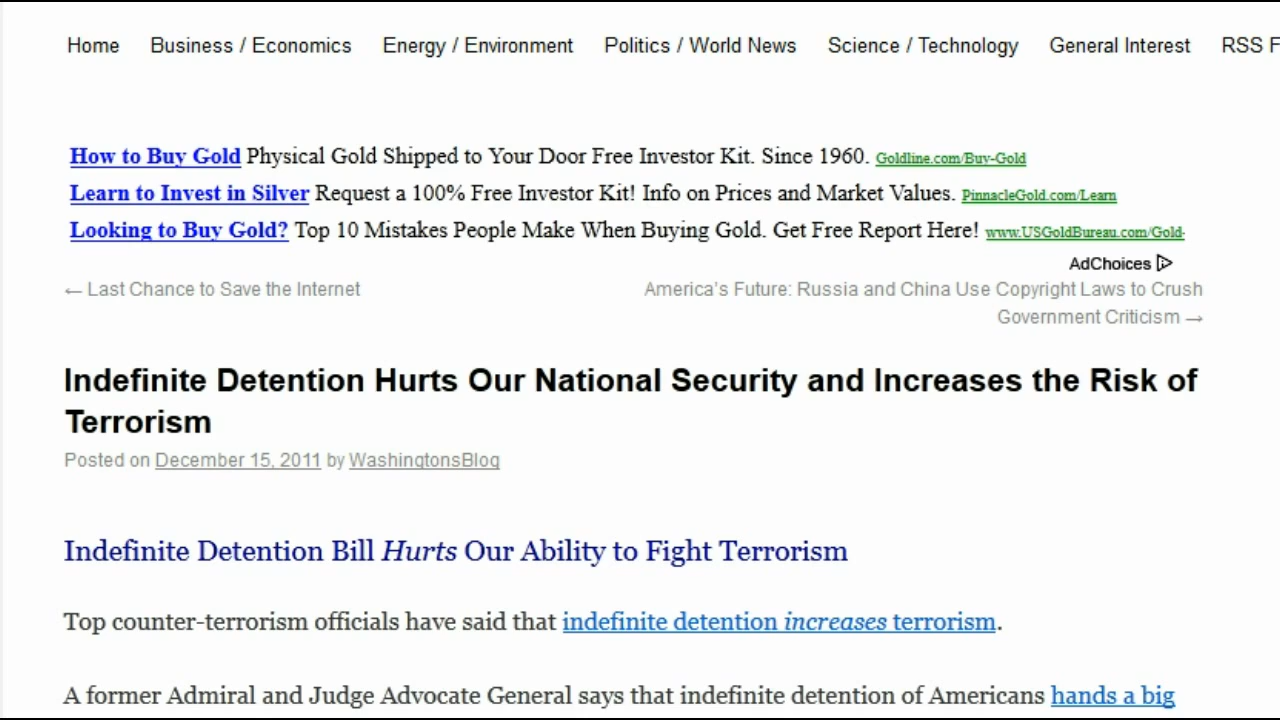 Home Business / Economics Energy / Environment Politics / World News Science / Technology General Interest RSS F
How to Buy Gold Physical Gold Shipped to Your Door Free Investor Kit. Since 1960. Goldline.com/Buy-Gold
Learn to Invest in Silver Request a 100% Free Investor Kit! Info on Prices and Market Values. PinnacleGold.com/Learn
Looking to Buy Gold? Top 10 Mistakes People Make When Buying Gold. Get Free Report Here! www.USGoldBureau.com/Gold-
AdChoices
← Last Chance to Save the Internet
America's Future: Russia and China Use Copyright Laws to Crush
Government Criticism →
Indefinite Detention Hurts Our National Security and Increases the Risk of
Terrorism
Posted on December 15, 2011 by WashingtonsBlog
Indefinite Detention Bill Hurts Our Ability to Fight Terrorism
Top counter-terrorism officials have said that indefinite detention increases terrorism.
A former Admiral and Judge Advocate General says that indefinite detention of Americans hands a big